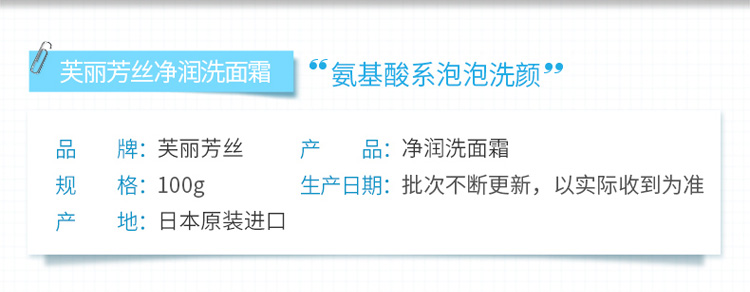 芙丽芳丝净润洗面霜 “氨基酸系泡泡洗颜”
品 牌：芙丽芳丝 产 品：净润洗面霜
规 格：100g 生产日期：批次不断更新，以实际收到为准
产 地：日本原装进口